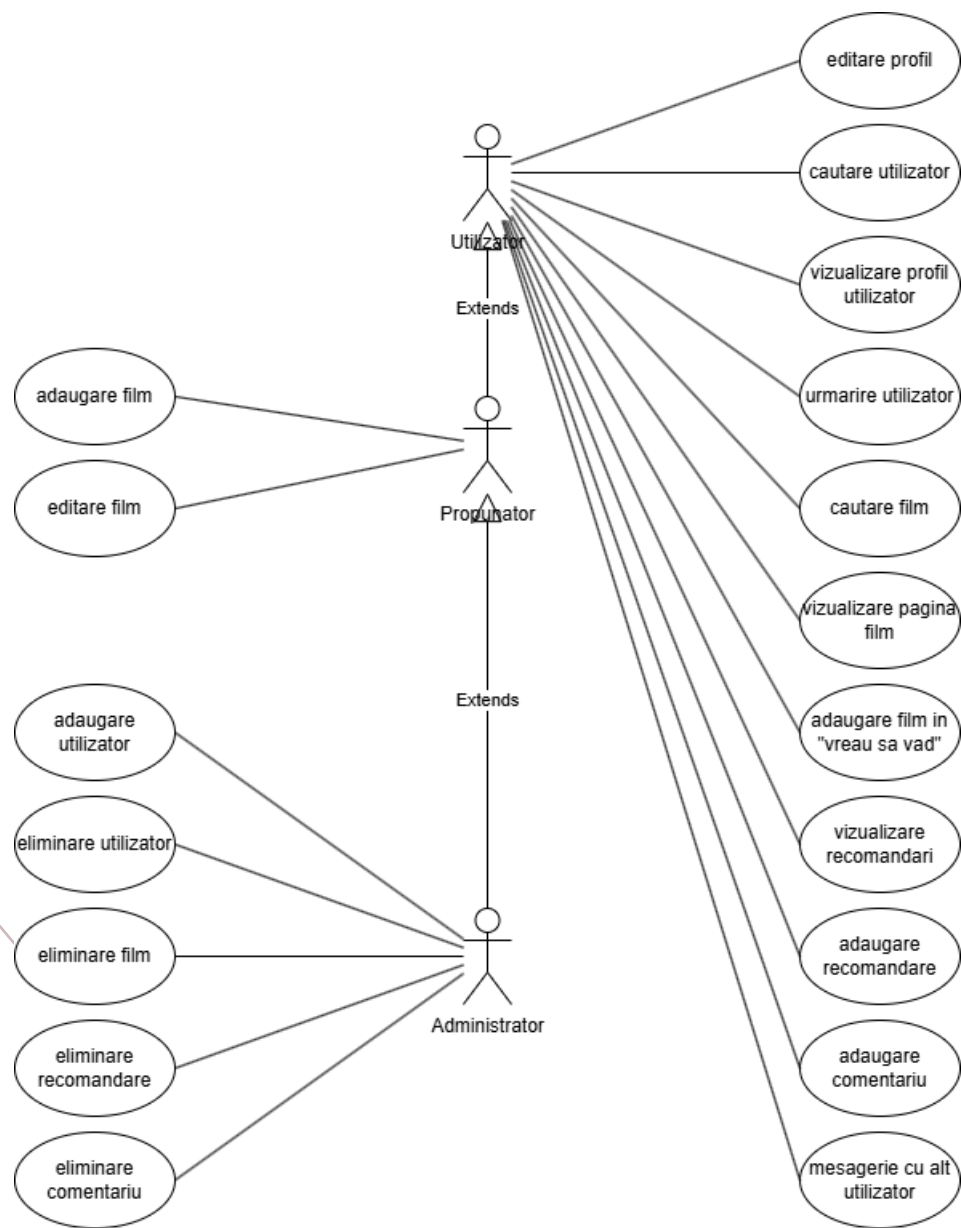 editare profil
cautare utilizator
Utilizator
vizualizare profil
utilizator
Extends
adaugare film
urmarire utilizator
editare film
cautare film
Propunator
vizualizare pagina
film
adaugare
utilizator
Extends
adaugare film in
"vreau sa vad"
eliminare utilizator
vizualizare
recomandari
eliminare film
adaugare
recomandare
Administrator
eliminare
recomandare
adaugare
comentariu
eliminare
comentariu
mesagerie cu alt
utilizator